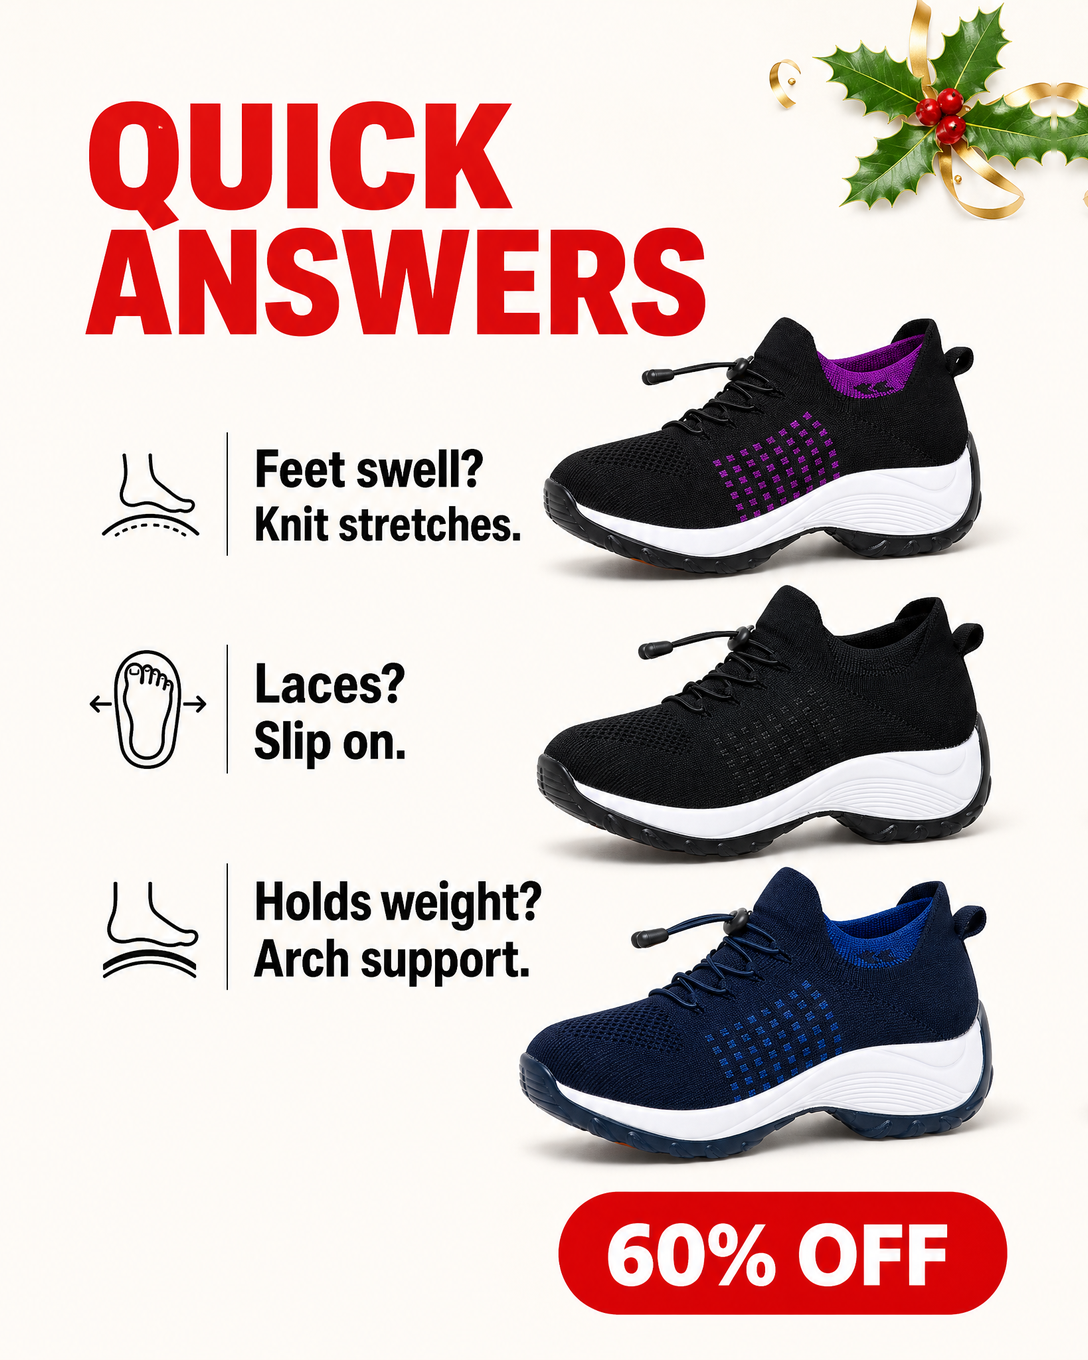 QUICK
ANSWERS
Feet swell?
Knit stretches.
Laces?
Slip on.
Holds weight?
Arch support.
60% OFF